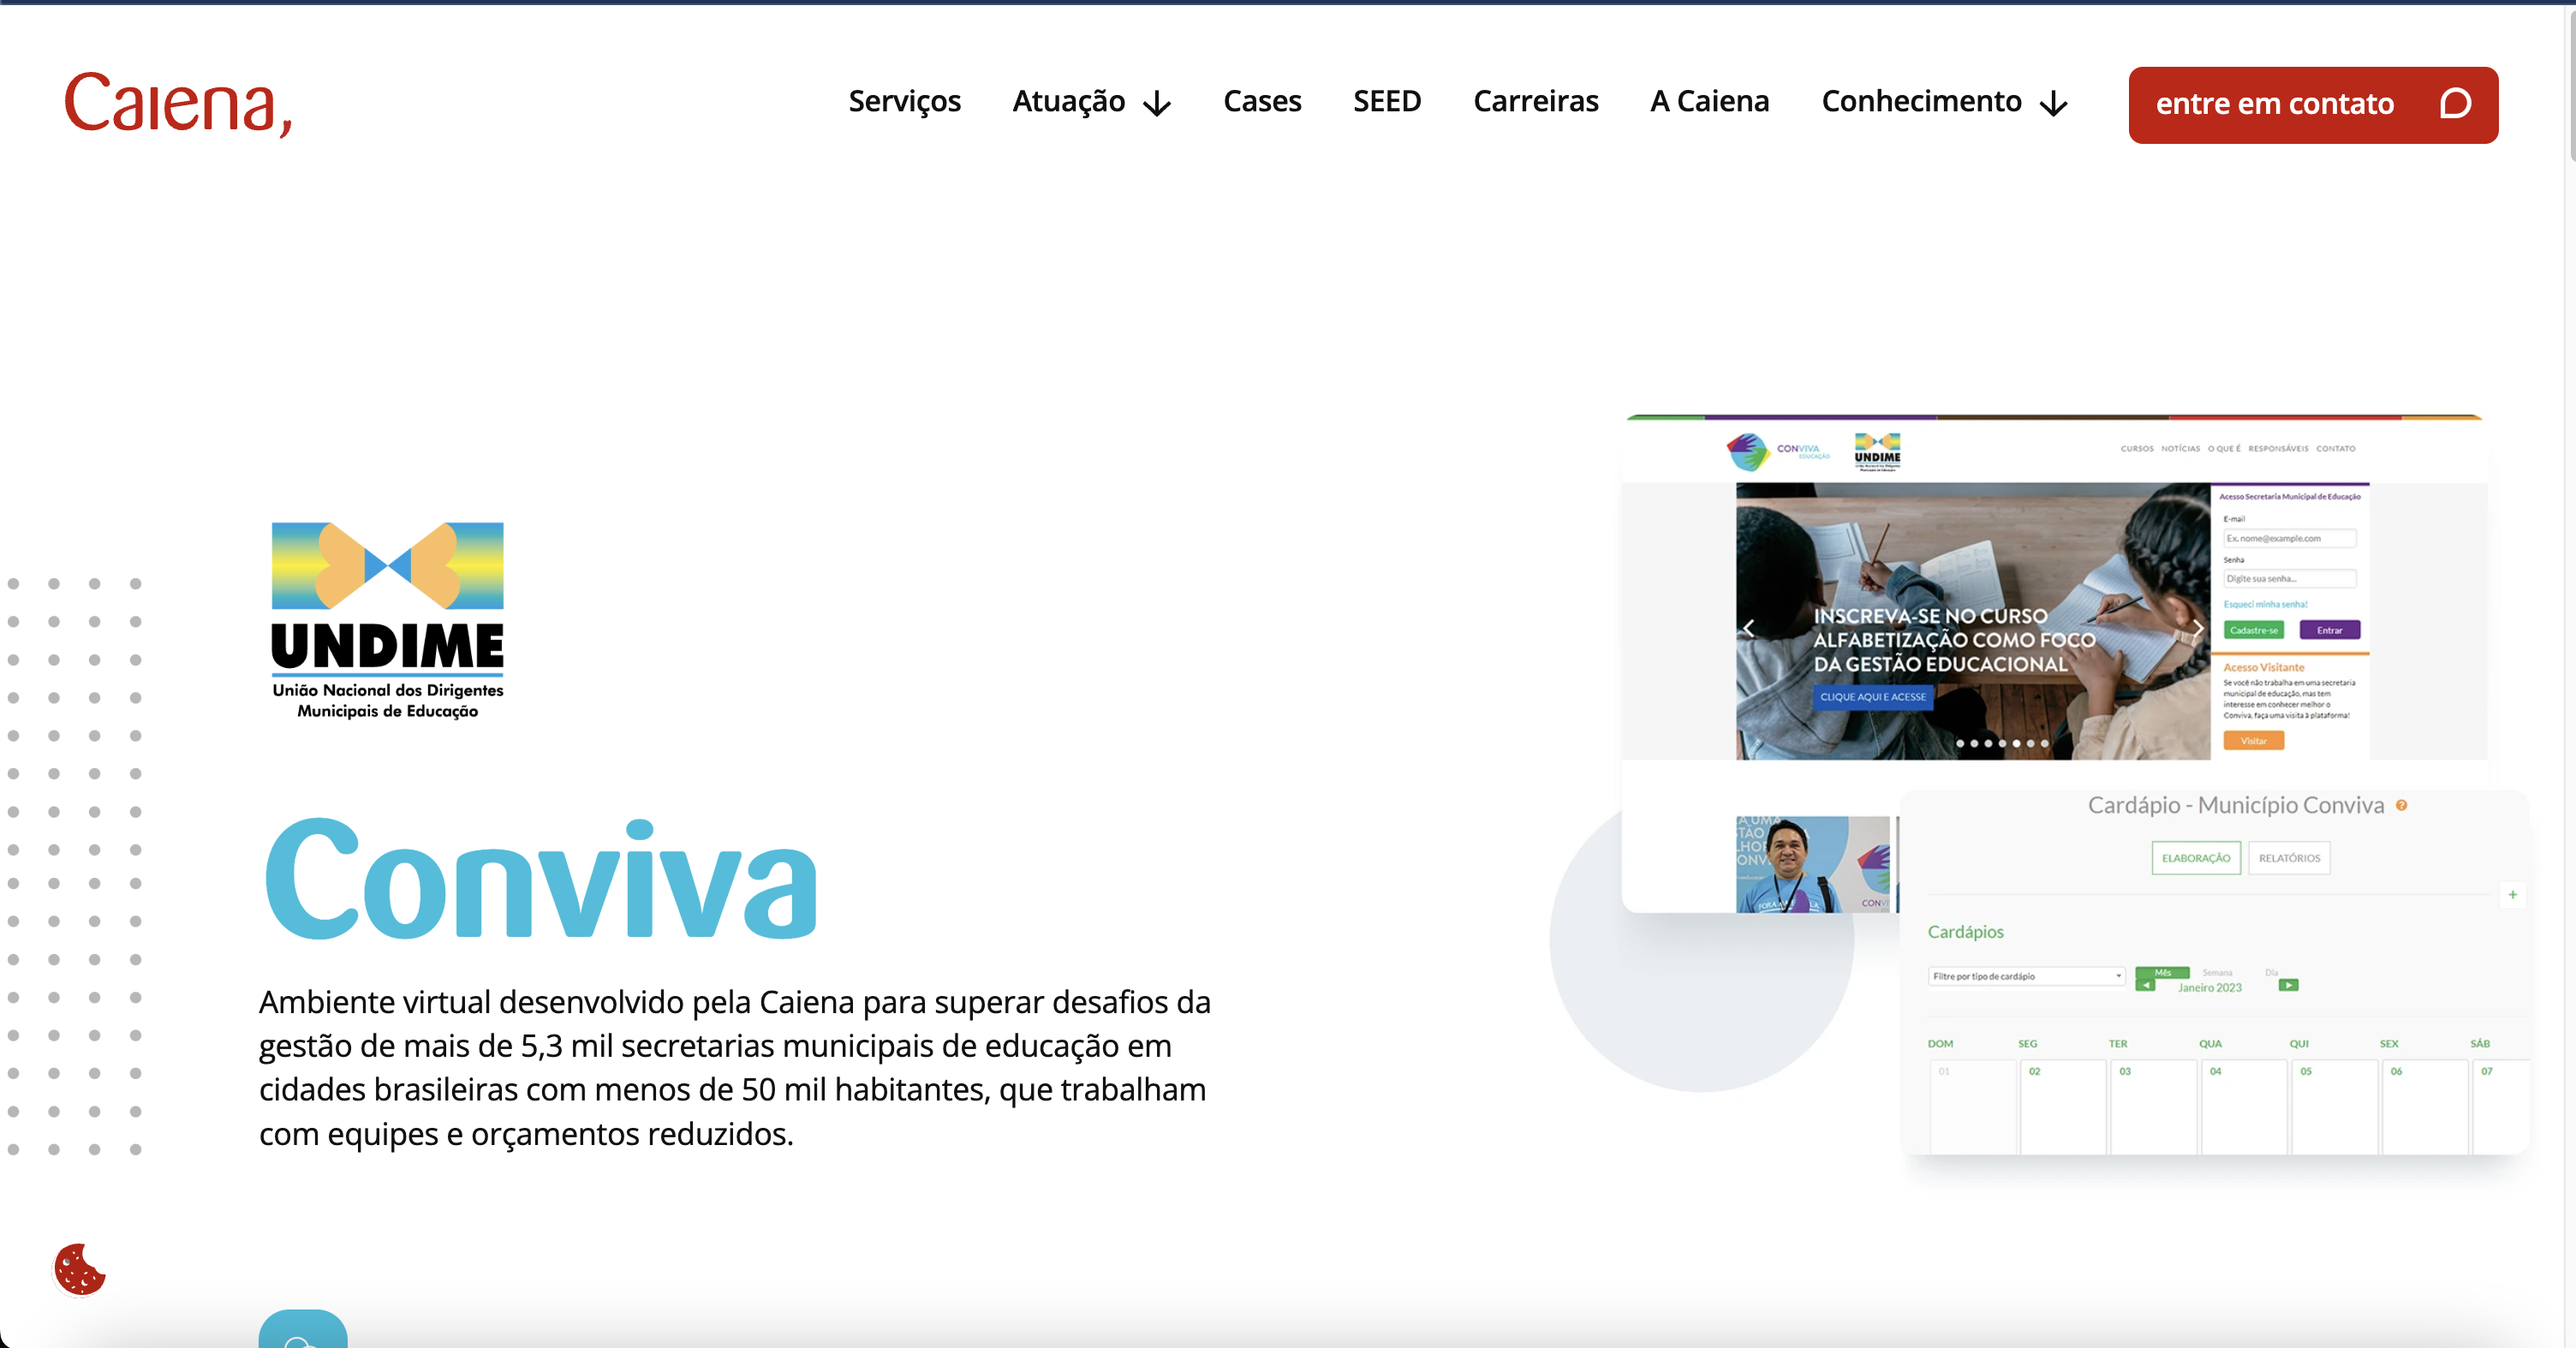 Caiena,
Serviços Atuação Cases SEED Carreiras A Caiena Conhecimento entre em contato
UNDIME
União Nacional dos Dirigentes
Municipais de Educação
Conviva
Ambiente virtual desenvolvido pela Caiena para superar desafios da
gestão de mais de 5,3 mil secretarias municipais de educação em
cidades brasileiras com menos de 50 mil habitantes, que trabalham
com equipes e orçamentos reduzidos.
CONVIVA
EDUCAÇÃO
UNDIME
CURSOS NOTÍCIAS O QUE É RESPONSÁVEIS CONTATO
INSCREVA-SE NO CURSO
ALFABETIZAÇÃO COMO FOCO
DA GESTÃO EDUCACIONAL
CLIQUE AQUI E ACESSE
Acesso Secretaria Municipal de Educação
E-mail
Ex. nome@example.com
Senha
Digite sua senha...
Esqueci minha senha!
Cadastre-se Entrar
Acesso Visitante
Se você não trabalha em uma secretaria
municipal de educação, mas tem
interesse em conhecer melhor o
Conviva, faça uma visita à plataforma!
Visitar
Cardápio - Município Conviva ?
ELABORAÇÃO RELATÓRIOS
+
Cardápios
Filtre por tipo de cardápio
Mês Semana Dia
Janeiro 2023
DOM SEG TER QUA QUI SEX SÁB
01 02 03 04 05 06 07